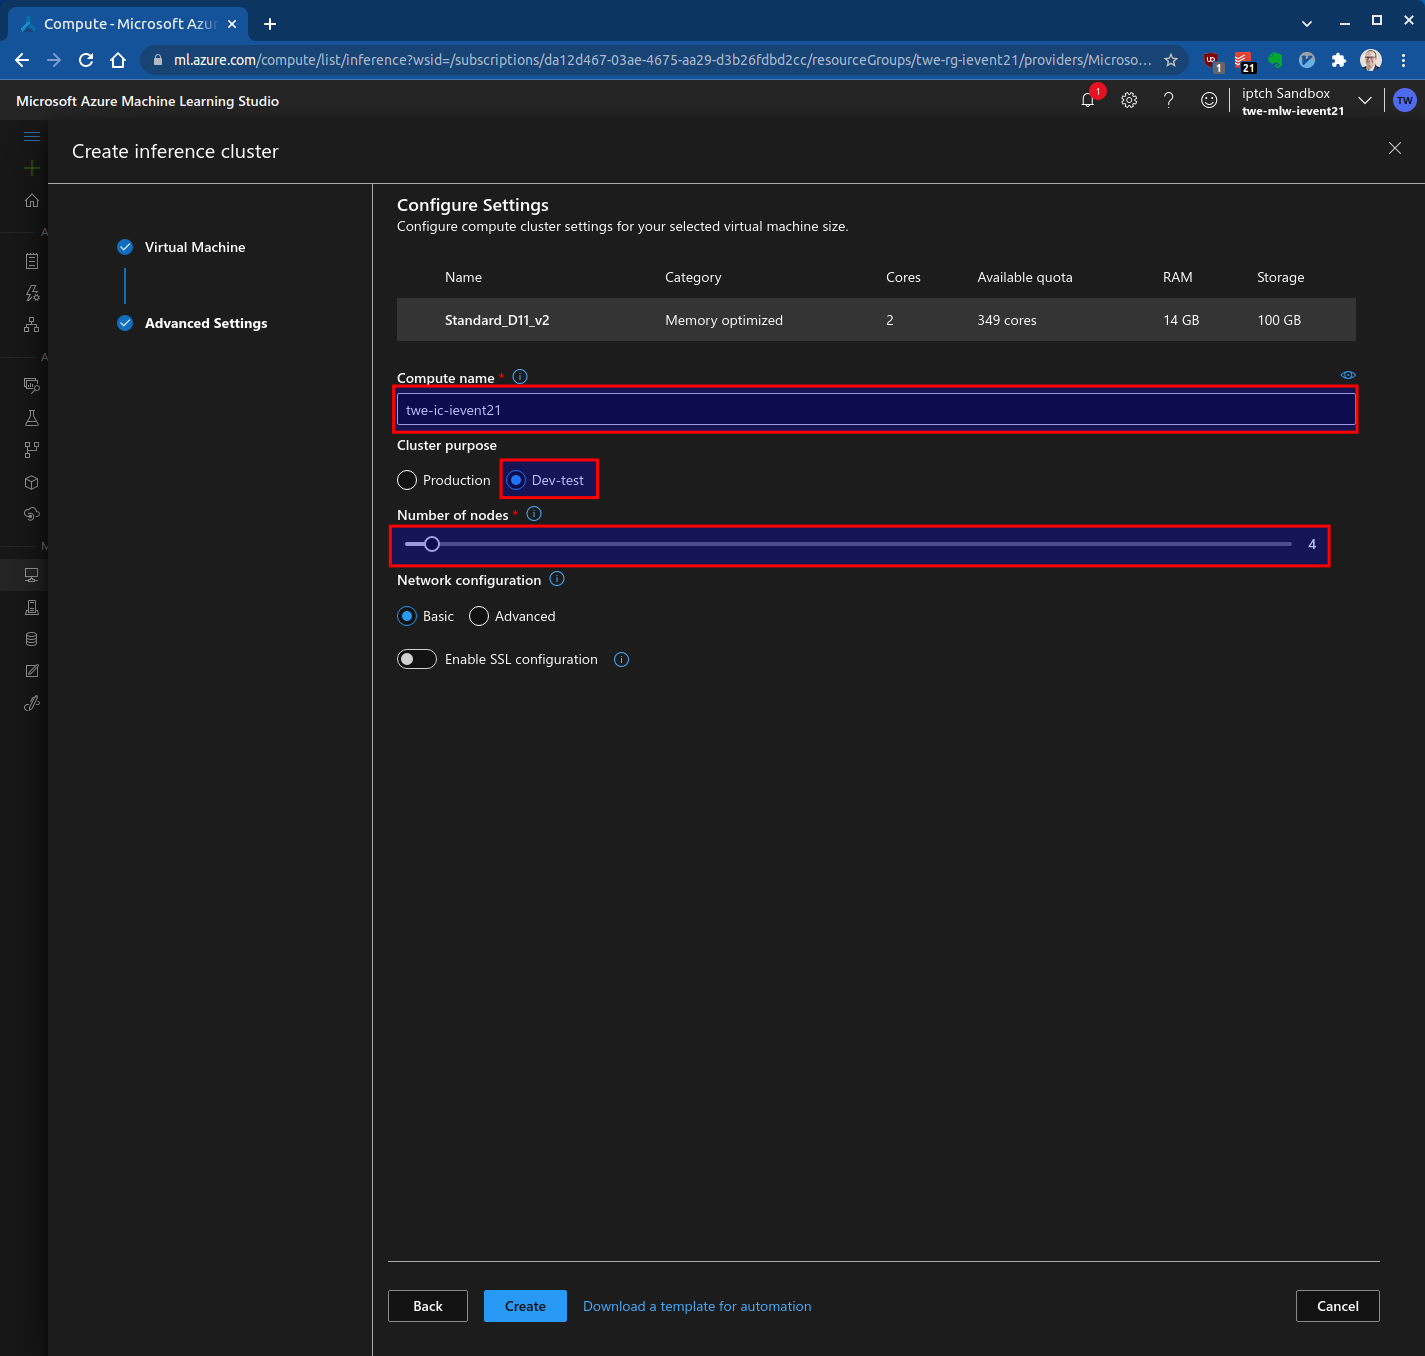 Compute - Microsoft Azur
ml.azure.com/compute/list/inference?wsid=/subscriptions/da12d467-03ae-4675-aa29-d3b26fdbd2cc/resourceGroups/twe-rg-ievent21/providers/Microso...
1
21
Microsoft Azure Machine Learning Studio
1
iptch Sandbox
twe-mlw-ievent21
TW
Create inference cluster
Virtual Machine
Advanced Settings
A
A
M
Configure Settings
Configure compute cluster settings for your selected virtual machine size.
Name Category Cores Available quota RAM Storage
Standard_D11_v2 Memory optimized 2 349 cores 14 GB 100 GB
Compute name *
twe-ic-ievent21
Cluster purpose
Production Dev-test
Number of nodes *
4
Network configuration
Basic Advanced
Enable SSL configuration
Back Create Download a template for automation Cancel